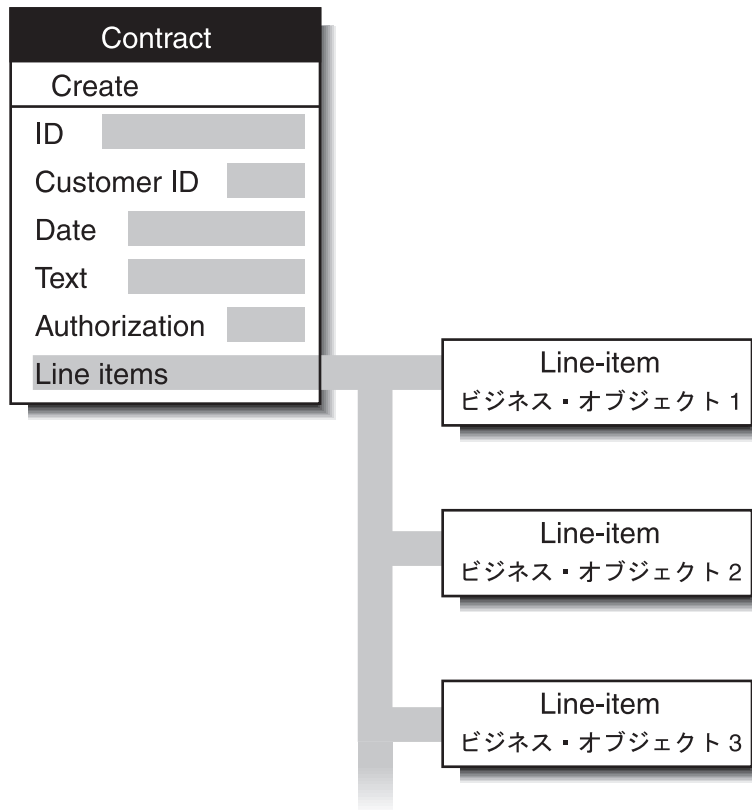 Contract
Create
ID
Customer ID
Date
Text
Authorization
Line items
Line-item
ビジネス・オブジェクト 1
Line-item
ビジネス・オブジェクト 2
Line-item
ビジネス・オブジェクト 3